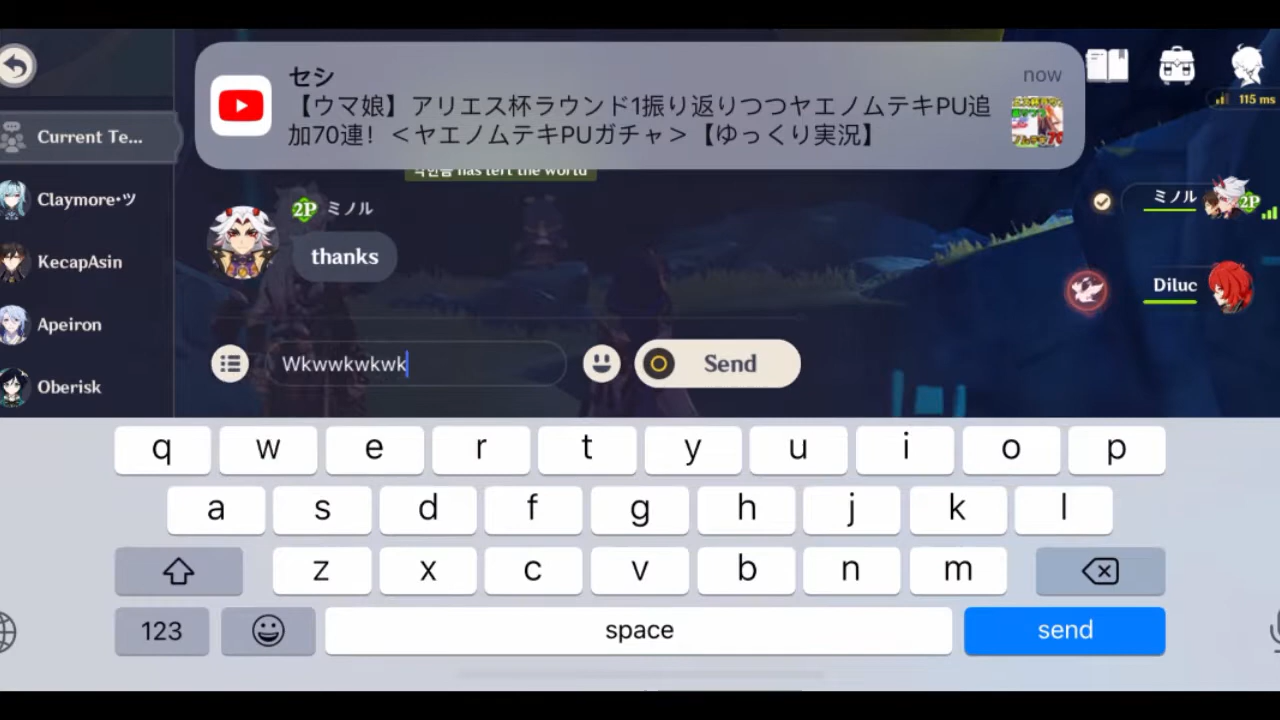 セシ
now
【ウマ娘】アリエス杯ラウンド1振り返りつつヤエノムテキPU追
加70連！＜ヤエノムテキPUガチャ＞【ゆっくり実況】
115 ms
Current Te...
has left the world
Claymore•ツ
2P ミノル
ミノル 2P
thanks
KecapAsin
Diluc
Apeiron
Wkwwkwkwk
Send
Oberisk
q w e r t y u i o p
a s d f g h j k l
z x c v b n m
123 space send